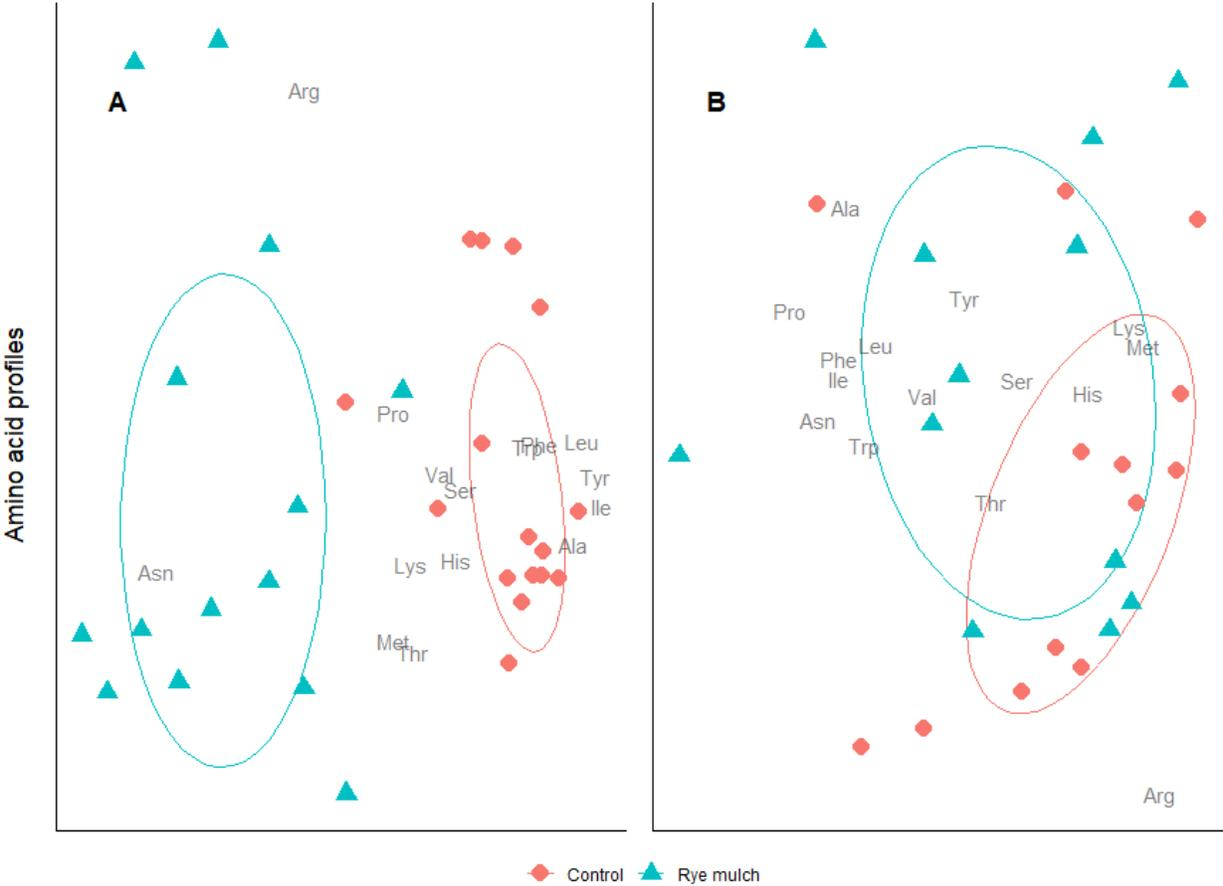 A
B
Arg
Ala
Tyr
Pro
Lys
Met
Leu
Phe
Ile
Ser
His
Val
Asn
Trp
Thr
Arg
Pro
Trp
Phe
Leu
Val
Ser
Tyr
Ile
Ala
Lys
His
Asn
Met
Thr
Amino acid profiles
Control
Rye mulch